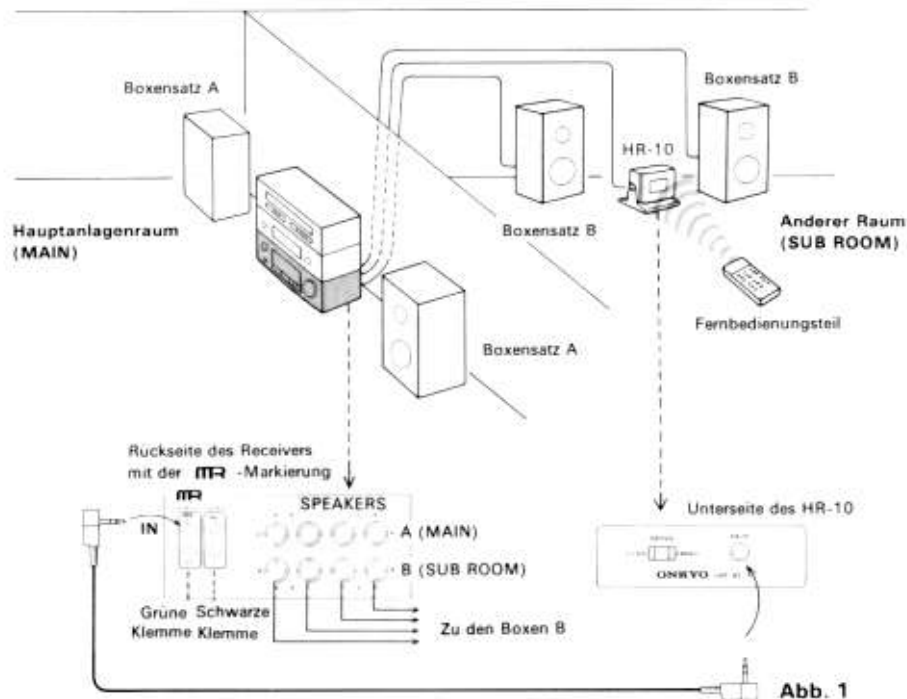 Boxensatz A
Boxensatz B
HR-10
Hauptanlagenraum
(MAIN)
Boxensatz B
Anderer Raum
(SUB ROOM)
Fernbedienungsteil
Boxensatz A
Rückseite des Receivers
mit der MR -Markierung
MR
SPEAKERS
IN
A (MAIN)
B (SUB ROOM)
Unterseite des HR-10
ONKYO
Grüne
Klemme
Schwarze
Klemme
Zu den Boxen B
Abb. 1